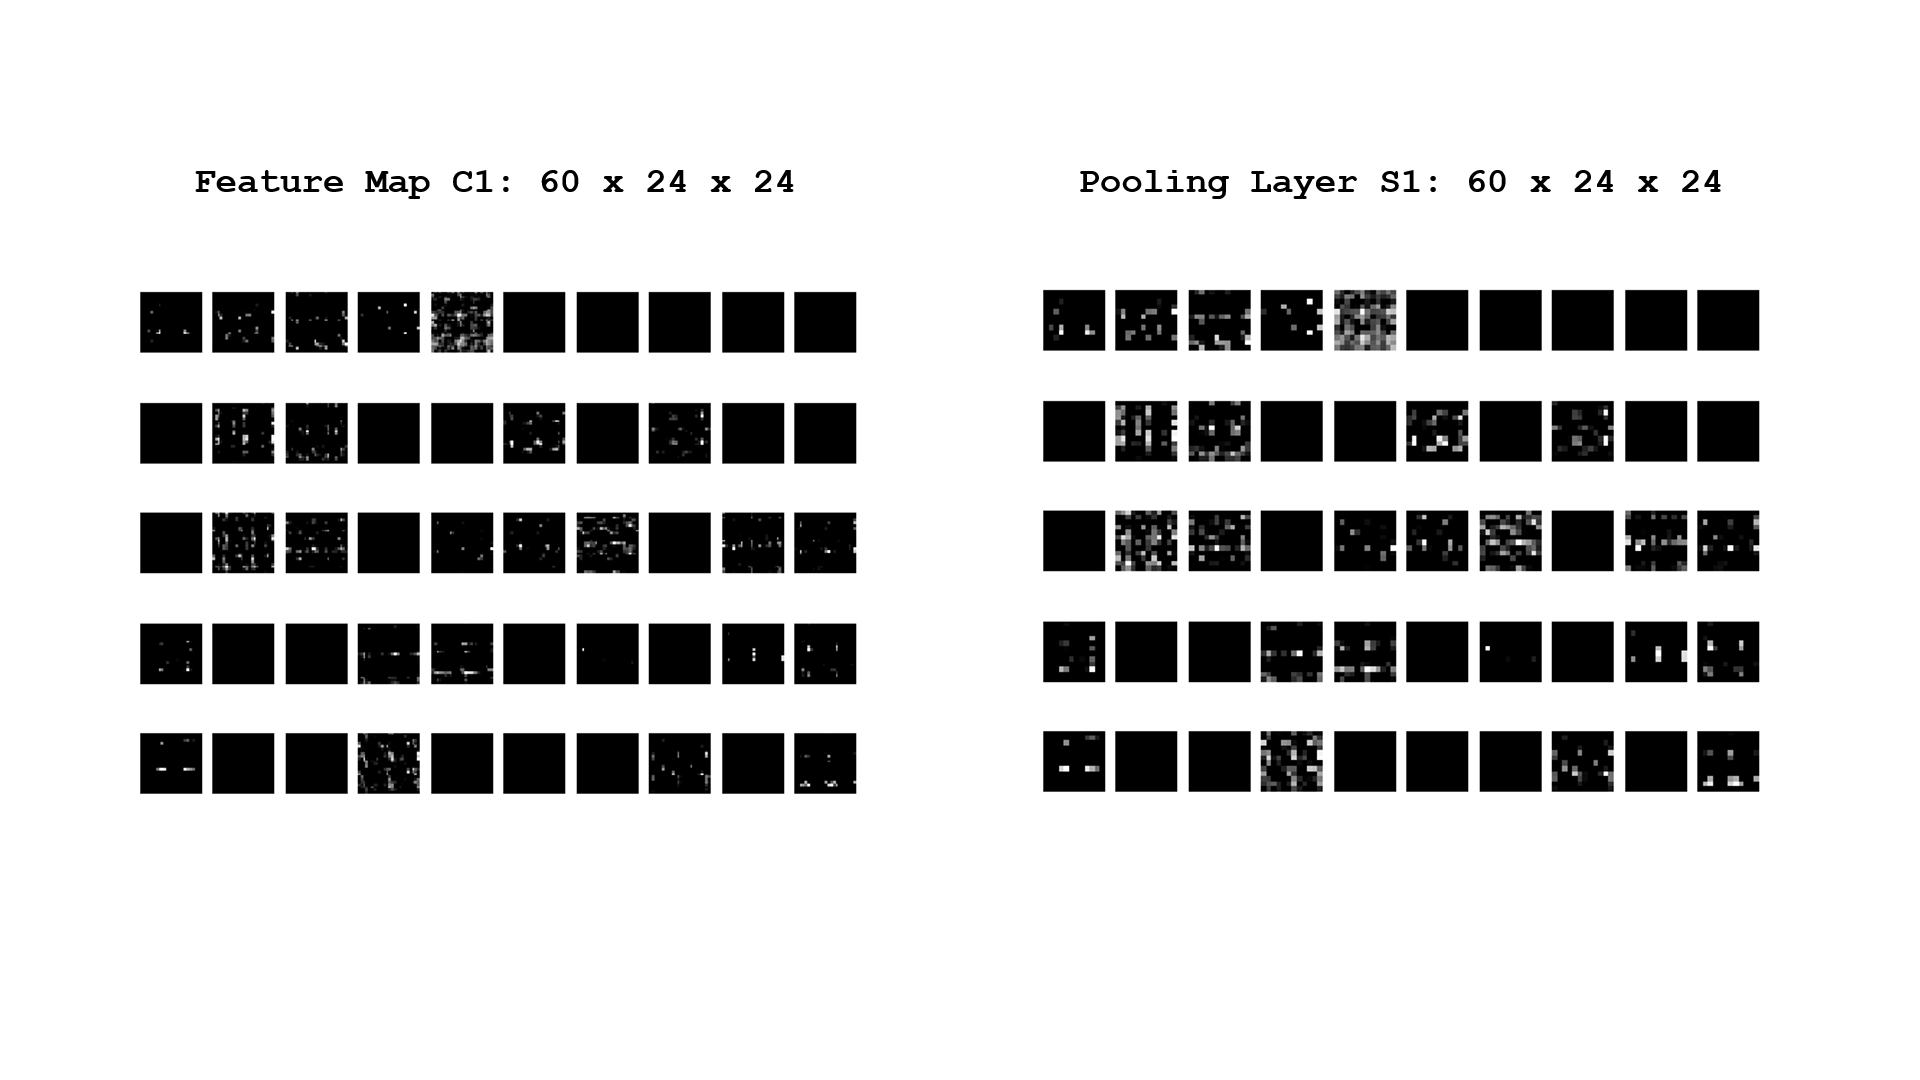 Feature Map C1: 60 x 24 x 24
Pooling Layer S1: 60 x 24 x 24